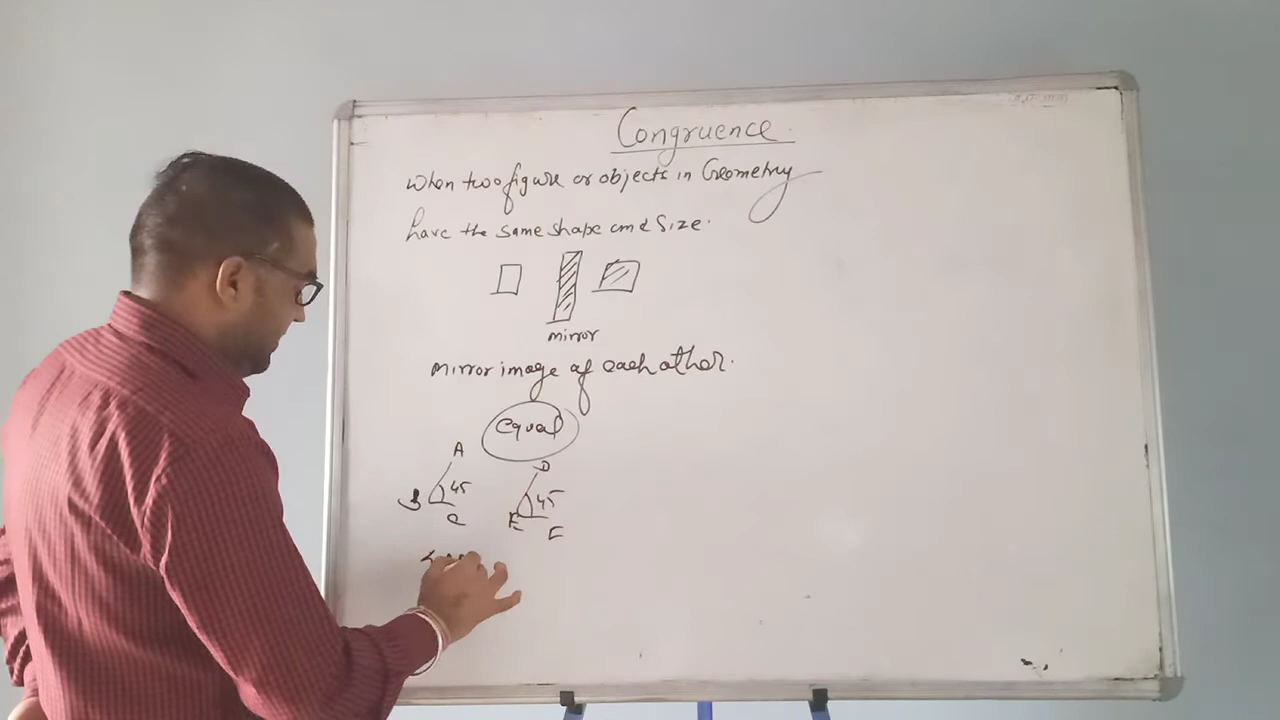 Congruence.
When two figure or objects in Geometry
have the same shape and Size.
mirror
Mirror image of each other.
equal
A D
45 45
B C E